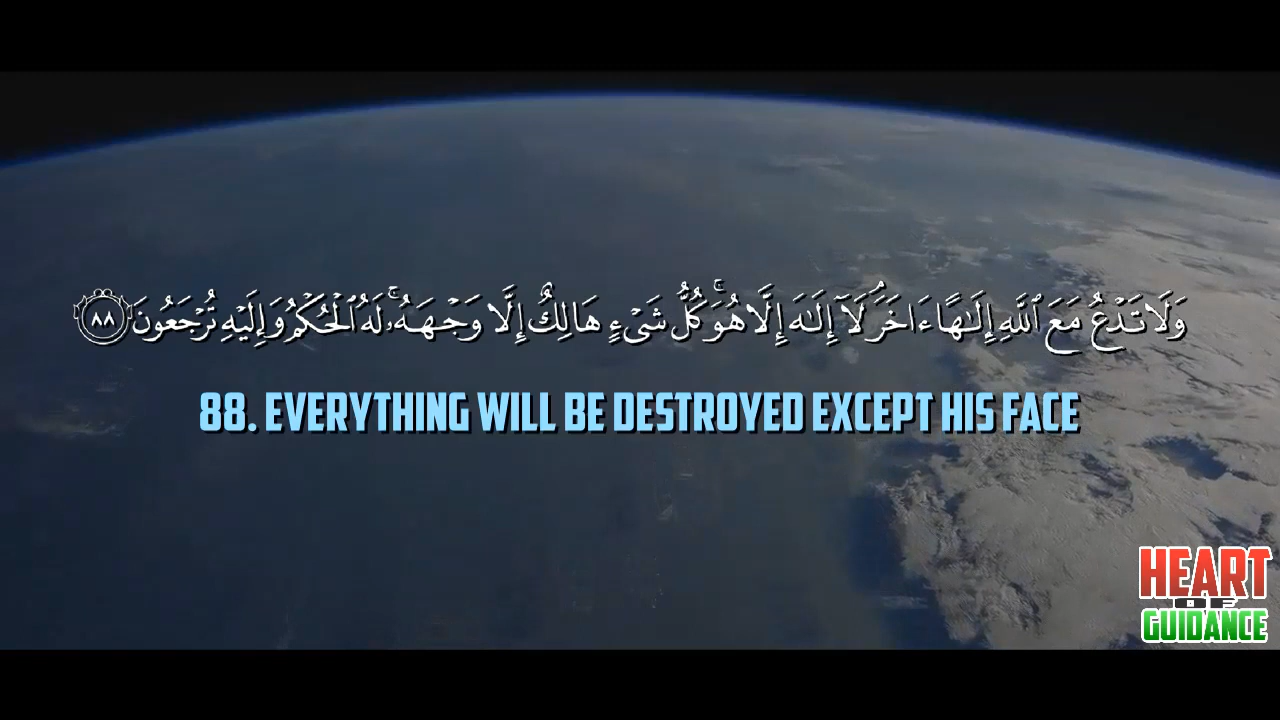 وَلَا تَدْعُ مَعَ ٱللَّهِ إِلَـٰهًا ءَاخَرَ ۘ لَآ إِلَـٰهَ إِلَّا هُوَ ۚ كُلُّ شَىْءٍ هَالِكٌ إِلَّا وَجْهَهُۥ ۚ لَهُ ٱلْحُكْمُ وَإِلَيْهِ تُرْجَعُونَ ٨٨
88. EVERYTHING WILL BE DESTROYED EXCEPT HIS FACE
HEART
OF
GUIDANCE